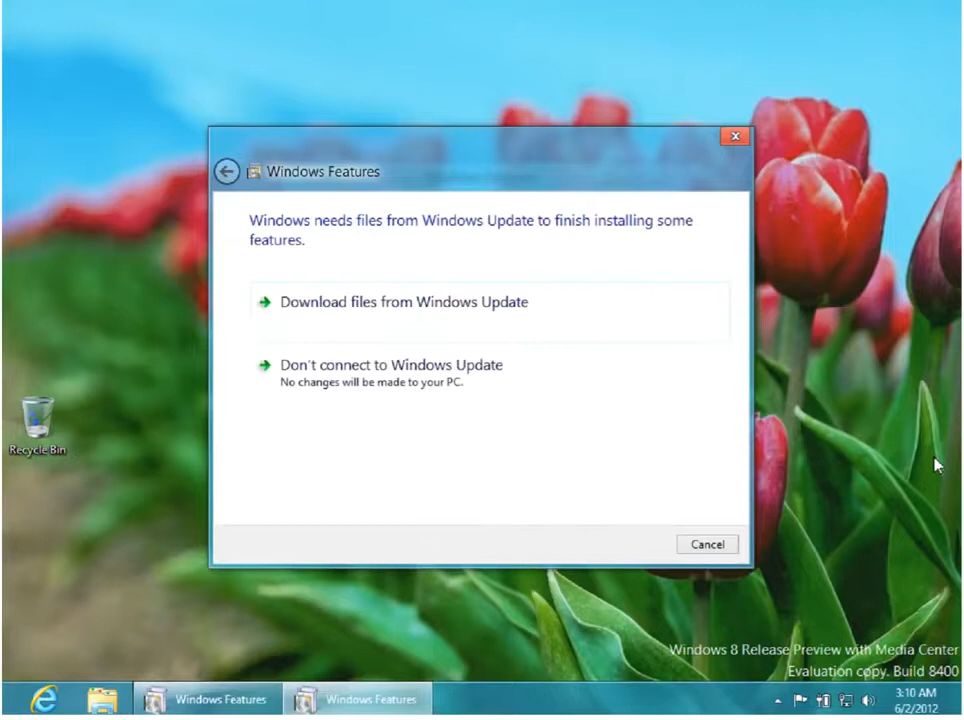 Windows Features
Windows needs files from Windows Update to finish installing some
features.
Download files from Windows Update
Don't connect to Windows Update
No changes will be made to your PC.
Cancel
Recycle Bin
Windows 8 Release Preview with Media Center
Evaluation copy. Build 8400
Windows Features
Windows Features
3:10 AM
6/2/2012